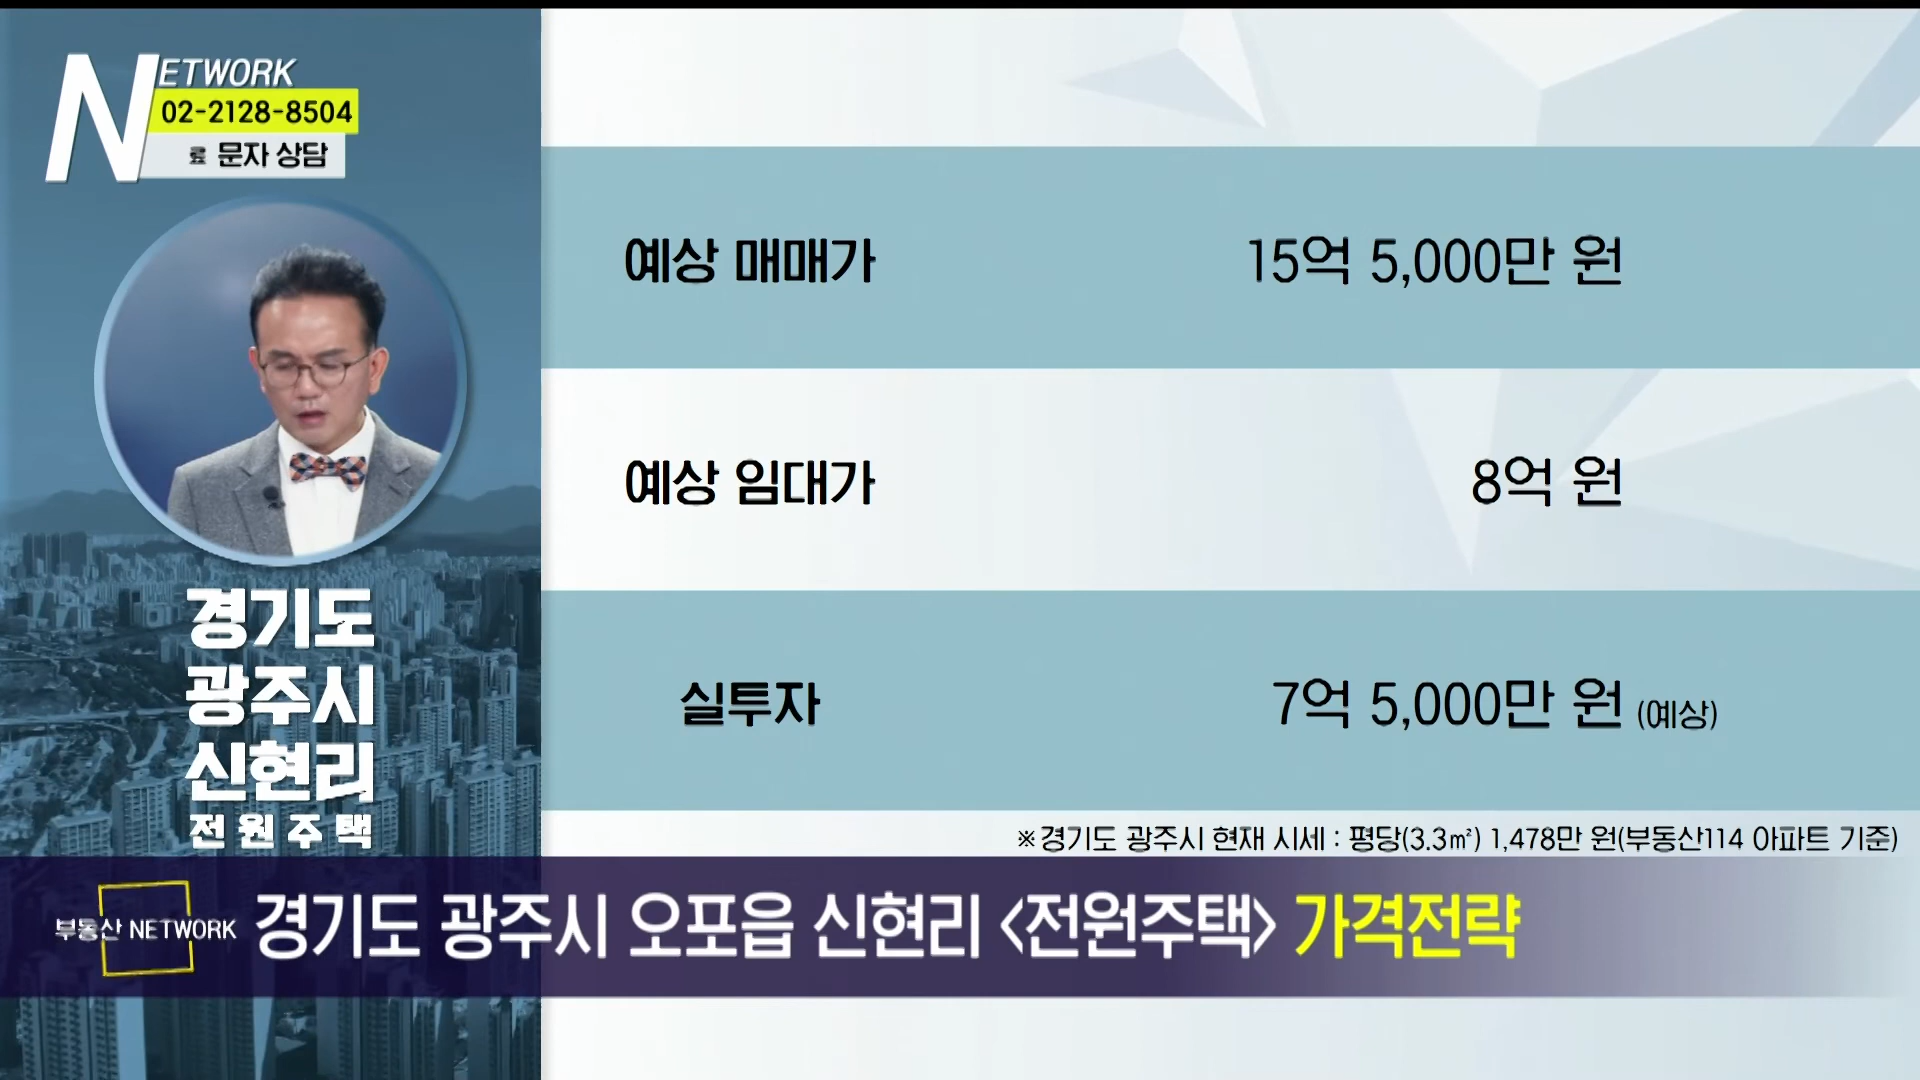 NETWORK
02-2128-8504
료 문자 상담
예상 매매가 15억 5,000만 원
예상 임대가 8억 원
실투자 7억 5,000만 원 (예상)
경기도
광주시
신현리
전원주택
※경기도 광주시 현재 시세 : 평당(3.3㎡) 1,478만 원(부동산114 아파트 기준)
부동산 NETWORK
경기도 광주시 오포읍 신현리 <전원주택> 가격전략